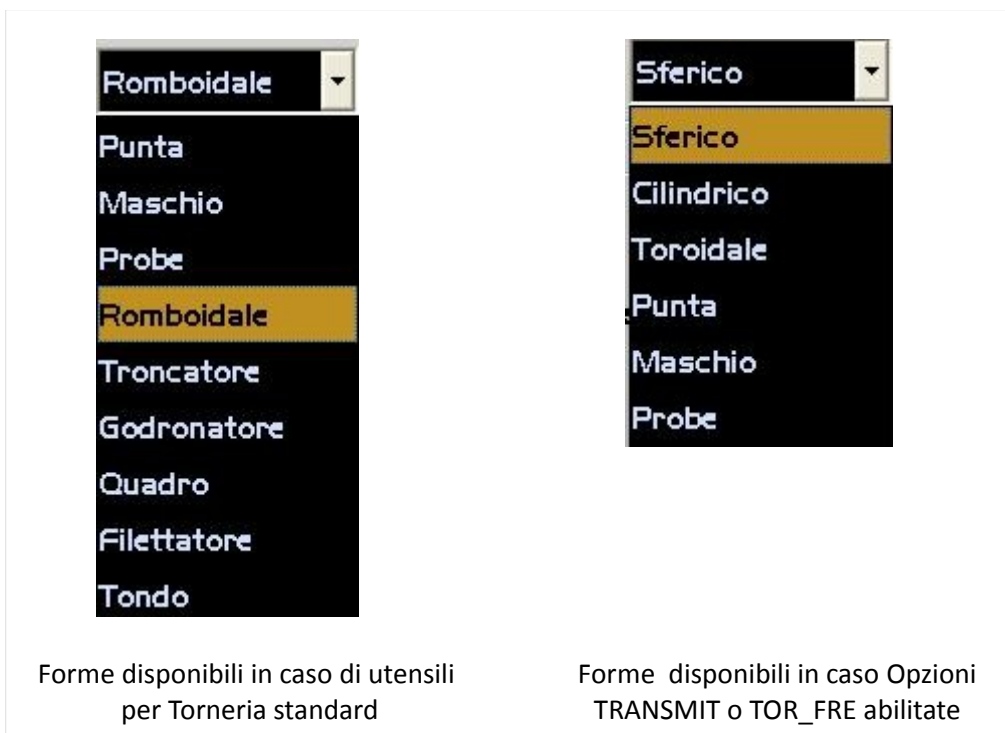 Romboidale
Punta
Maschio
Probe
Romboidale
Troncatore
Godronatore
Quadro
Filettatore
Tondo
Forme disponibili in caso di utensili
per Torneria standard
Sferico
Sferico
Cilindrico
Toroidale
Punta
Maschio
Probe
Forme disponibili in caso Opzioni
TRANSMIT o TOR_FRE abilitate